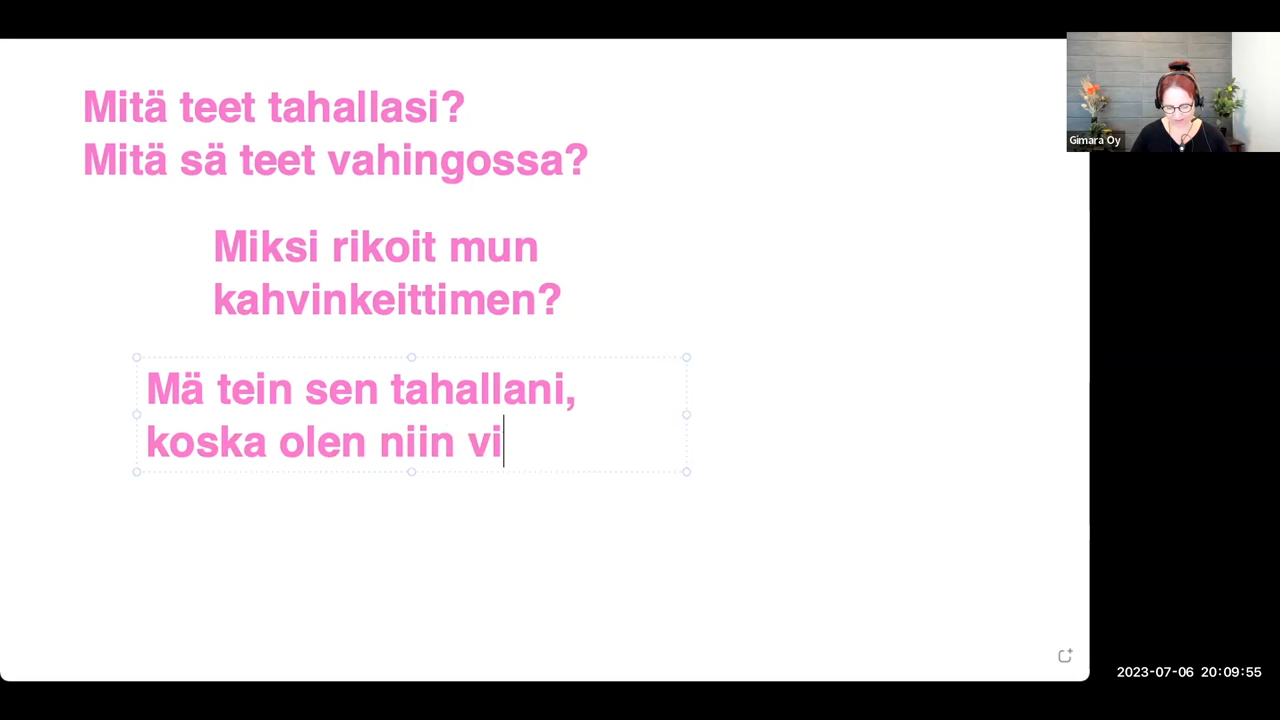 Mitä teet tahallasi?
Mitä sä teet vahingossa?
Miksi rikoit mun
kahvinkeittimen?
Mä tein sen tahallani,
koska olen niin vi
Gimara Oy
2023-07-06 20:09:55